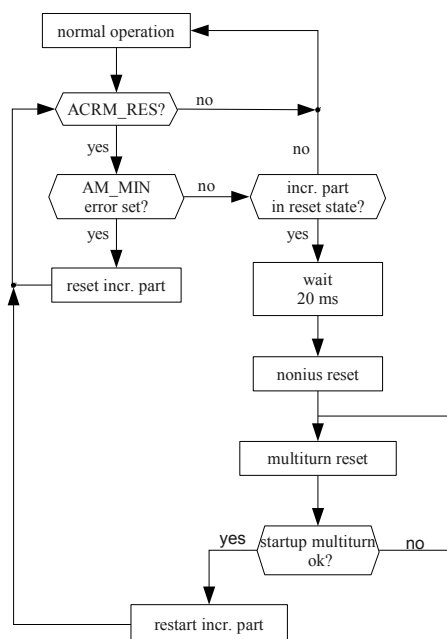 normal operation
ACRM_RES?
no
yes
no
AM_MIN
error set?
no
incr. part
in reset state?
yes
yes
reset incr. part
wait
20 ms
nonius reset
multiturn reset
yes
startup multiturn
ok?
no
restart incr. part